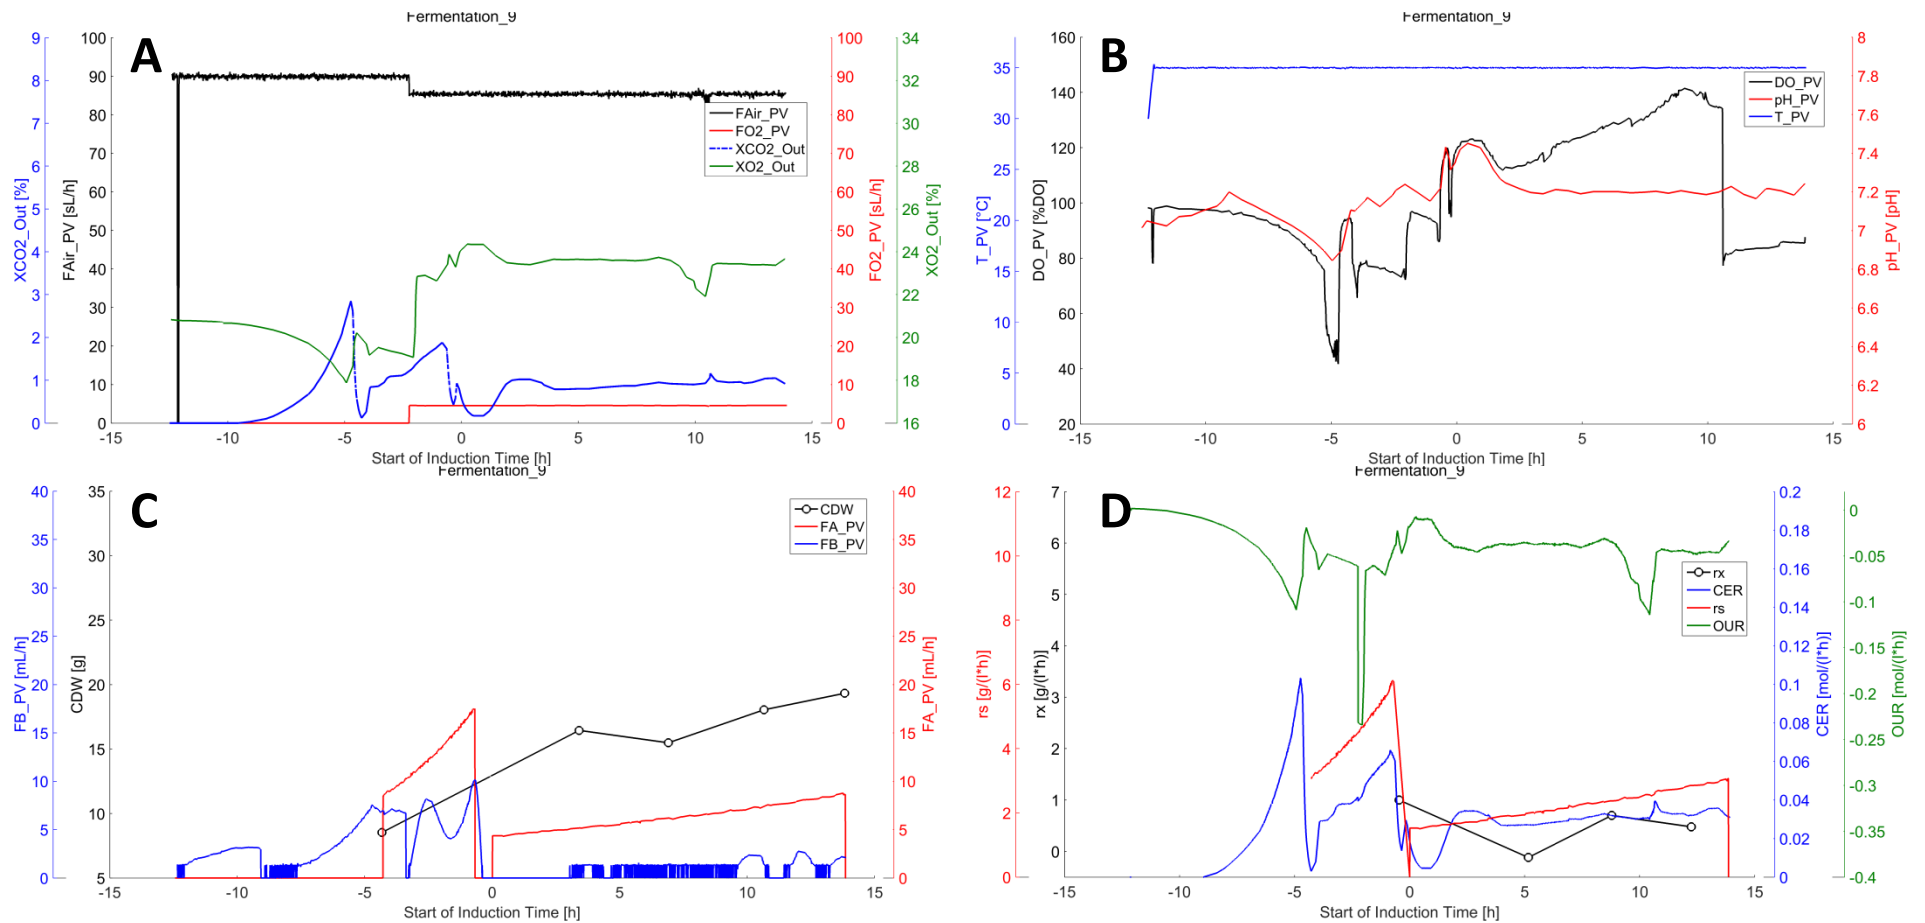 Fermentation_9
A
XCO2_Out [%]
FAir_PV [sL/h]
FO2_PV [sL/h]
XO2_Out [%]
9 8 7 6 5 4 3 2 1 0
100 90 80 70 60 50 40 30 20 10 0
100 90 80 70 60 50 40 30 20 10 0
34 32 30 28 26 24 22 20 18 16
FAir_PV
FO2_PV
XCO2_Out
XO2_Out
-15 -10 -5 0 5 10 15
Start of Induction Time [h]
Fermentation_9
B
T_PV [°C]
DO_PV [%DO]
pH_PV [pH]
35 30 25 20 15 10 5 0
160 140 120 100 80 60 40 20
8 7.8 7.6 7.4 7.2 7 6.8 6.6 6.4 6.2 6
DO_PV
pH_PV
T_PV
-15 -10 -5 0 5 10 15
Start of Induction Time [h]
Fermentation_9
C
FB_PV [mL/h]
CDW [g]
FA_PV [mL/h]
40 35 30 25 20 15 10 5 0
35 30 25 20 15 10 5
40 35 30 25 20 15 10 5 0
CDW
FA_PV
FB_PV
-15 -10 -5 0 5 10 15
Start of Induction Time [h]
Fermentation_9
D
rs [g/(l*h)]
rx [g/(l*h)]
CER [mol/(l*h)]
OUR [mol/(l*h)]
12 10 8 6 4 2 0
7 6 5 4 3 2 1 0
0.2 0.18 0.16 0.14 0.12 0.1 0.08 0.06 0.04 0.02 0
0 -0.05 -0.1 -0.15 -0.2 -0.25 -0.3 -0.35 -0.4
rx
CER
rs
OUR
-10 -5 0 5 10 15
Start of Induction Time [h]